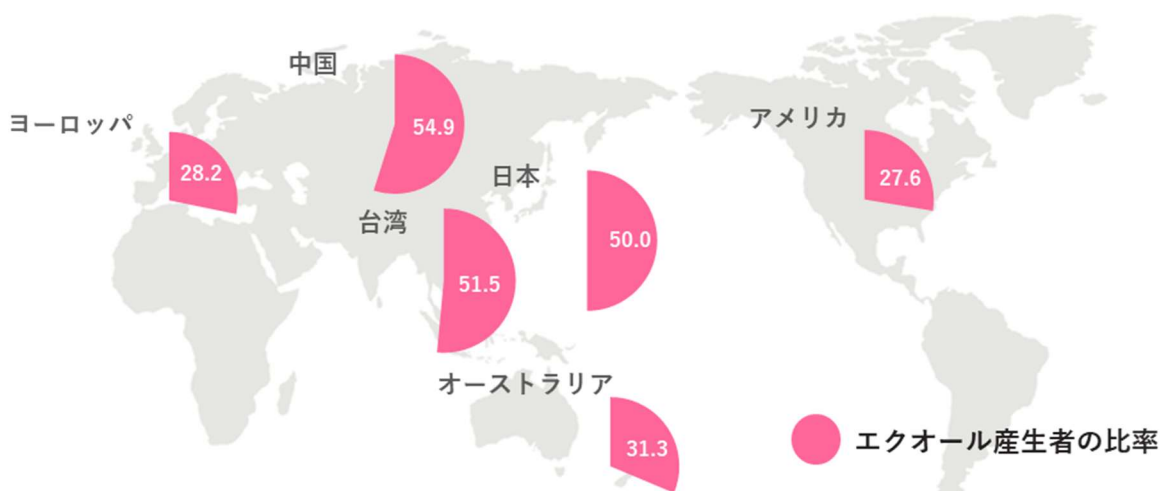 中国
54.9
ヨーロッパ
28.2
アメリカ
27.6
日本
50.0
台湾
51.5
オーストラリア
31.3
エクオール産生者の比率